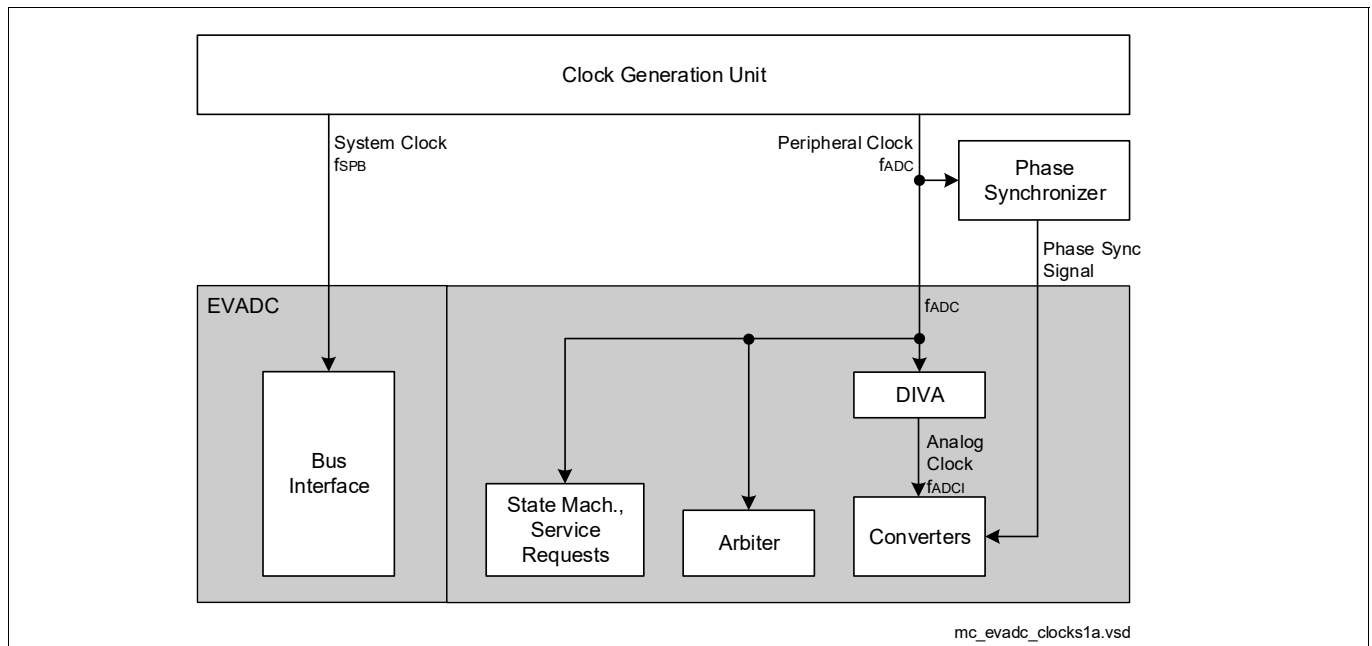 Clock Generation Unit
System Clock
fSPB
Peripheral Clock
fADC
Phase
Synchronizer
Phase Sync
Signal
EVADC
fADC
DIVA
Analog
Clock
fADCI
Bus
Interface
State Mach.,
Service
Requests
Arbiter
Converters
mc_evadc_clocks1a.vsd